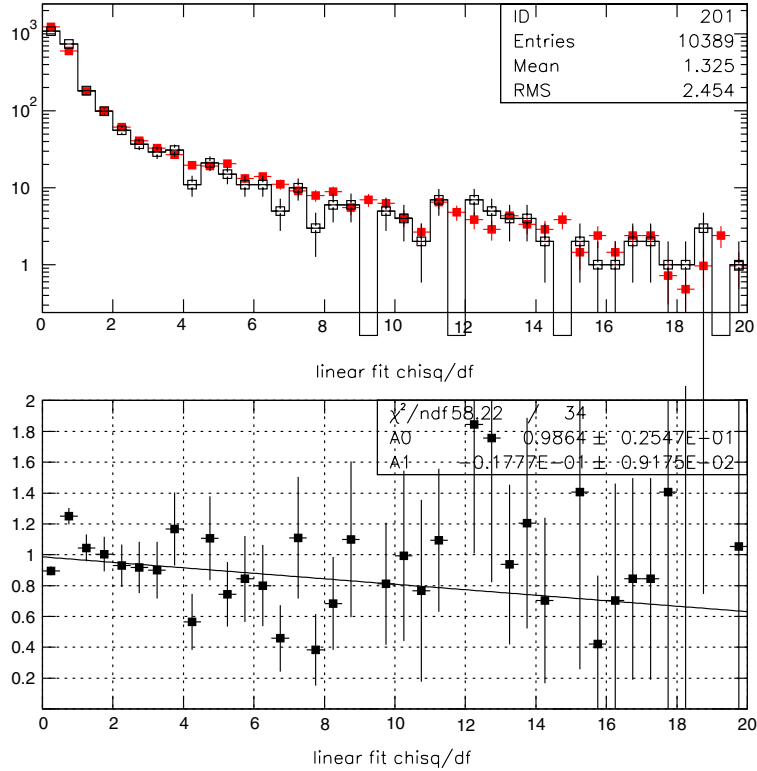 ID 201
Entries 10389
Mean 1.325
RMS 2.454
10³
10²
10
1
0 2 4 6 8 10 12 14 16 18 20
linear fit chisq/df
χ²/ndf 58.22 / 34
A0 0.9864 ± 0.2547E-01
A1 -0.1777E-01 ± 0.9175E-02
2
1.8
1.6
1.4
1.2
1
0.8
0.6
0.4
0.2
0 2 4 6 8 10 12 14 16 18 20
linear fit chisq/df